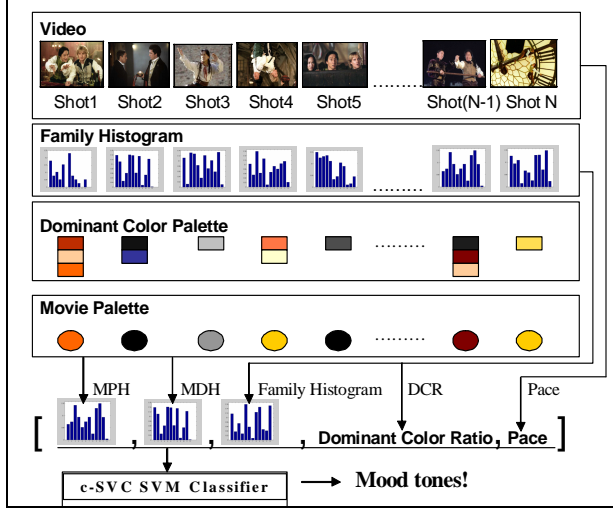 Video
Shot1 Shot2 Shot3 Shot4 Shot5 ......... Shot(N-1) Shot N
Family Histogram
.........
Dominant Color Palette
.........
Movie Palette
.........
MPH MDH Family Histogram DCR Pace
[ , , , Dominant Color Ratio, Pace ]
c-SVC SVM Classifier Mood tones!